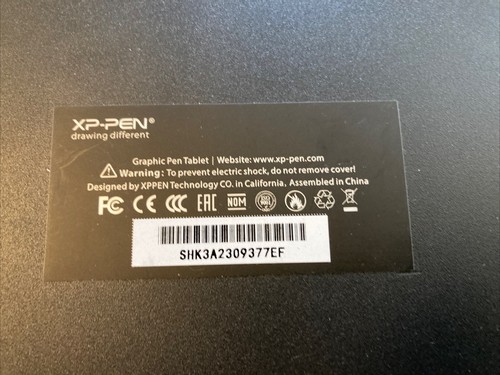 XP-PEN®
drawing different
Graphic Pen Tablet | Website: www.xp-pen.com
Warning: To prevent electric shock, do not remove cover!
Designed by XPPEN Technology CO. in California. Assembled in China
FC CE CCC EAC NOM
SHK3A2309377EF